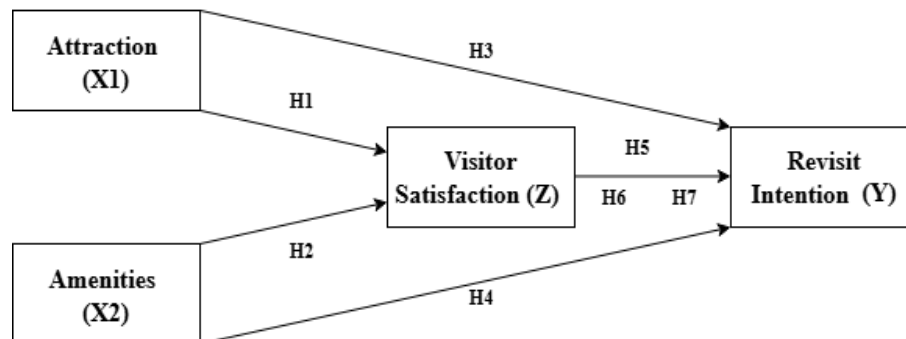 Attraction
(X1)
H3
H1
Visitor
Satisfaction (Z)
H5
H6 H7
Revisit
Intention (Y)
H2
Amenities
(X2)
H4